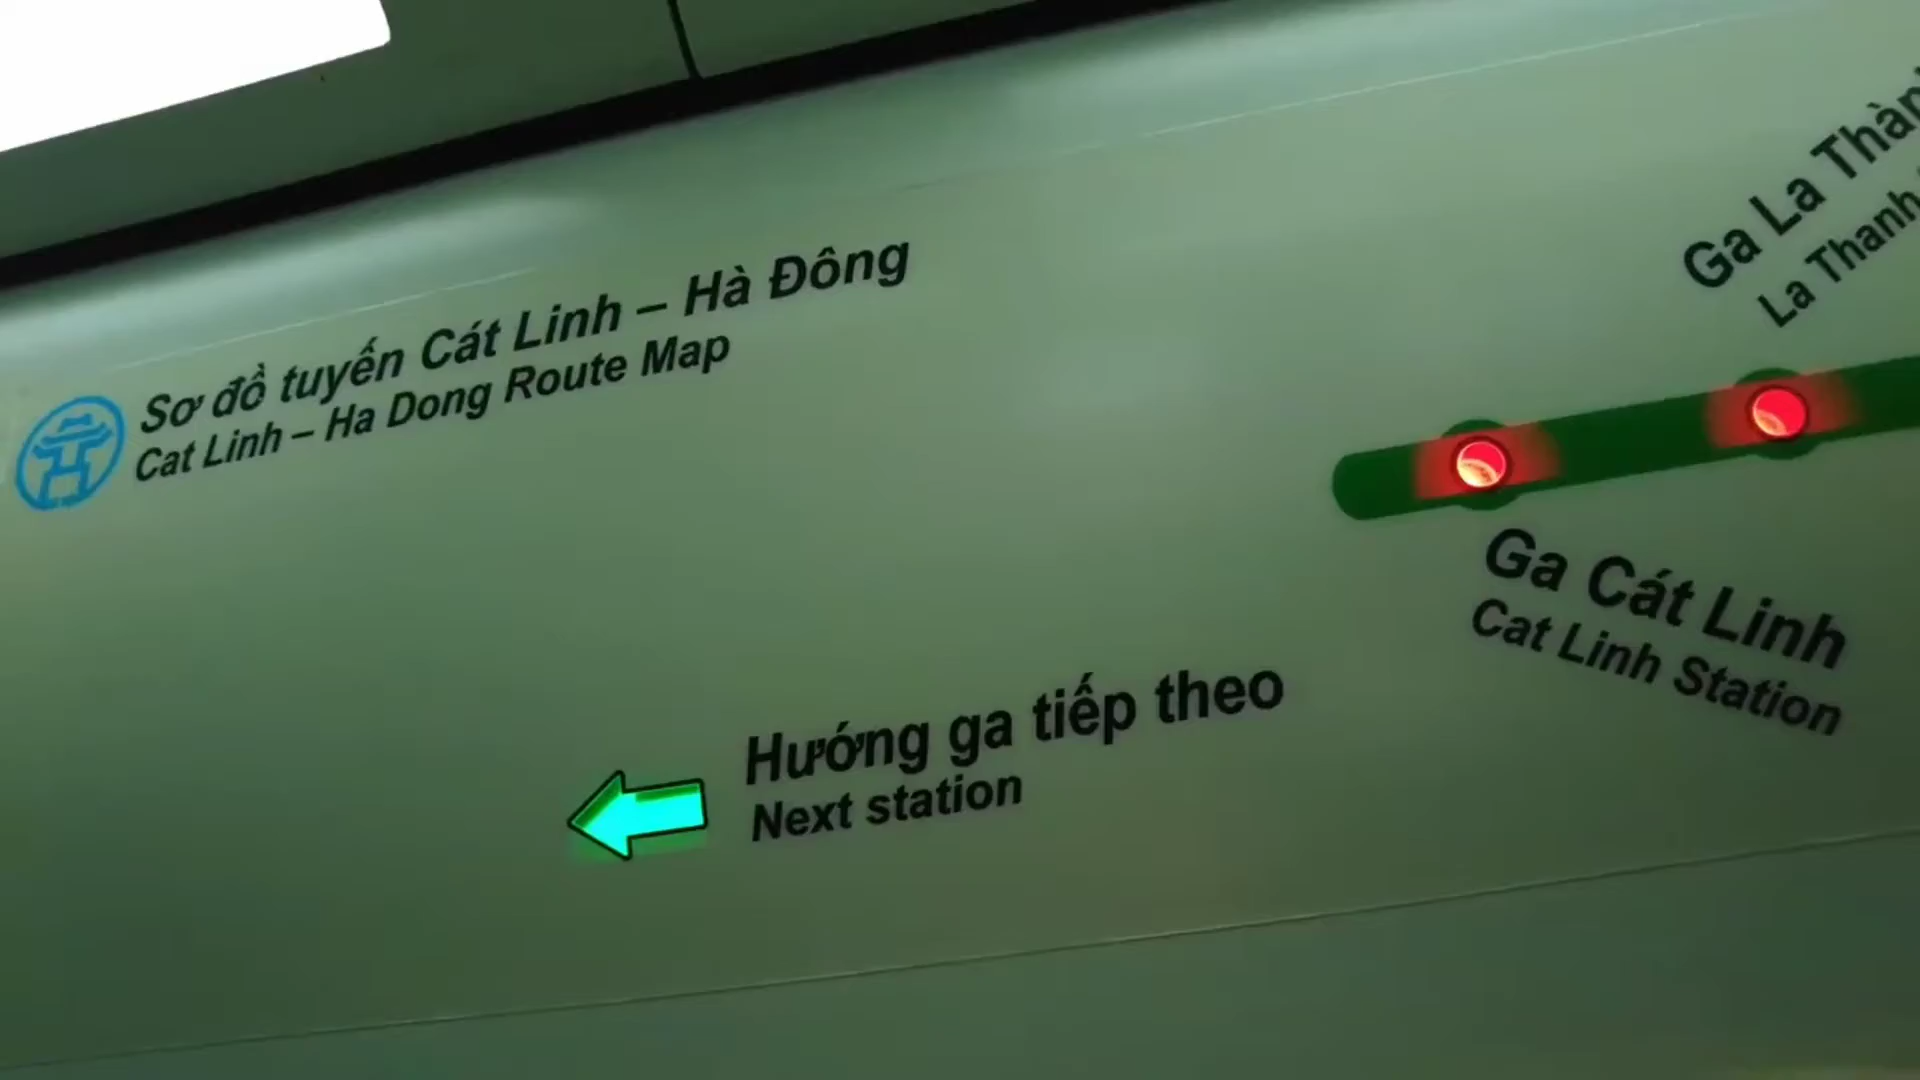 Sơ đồ tuyến Cát Linh – Hà Đông
Cat Linh – Ha Dong Route Map
Ga La
La Thanh
Ga Cát Linh
Cat Linh Station
Hướng ga tiếp theo
Next station